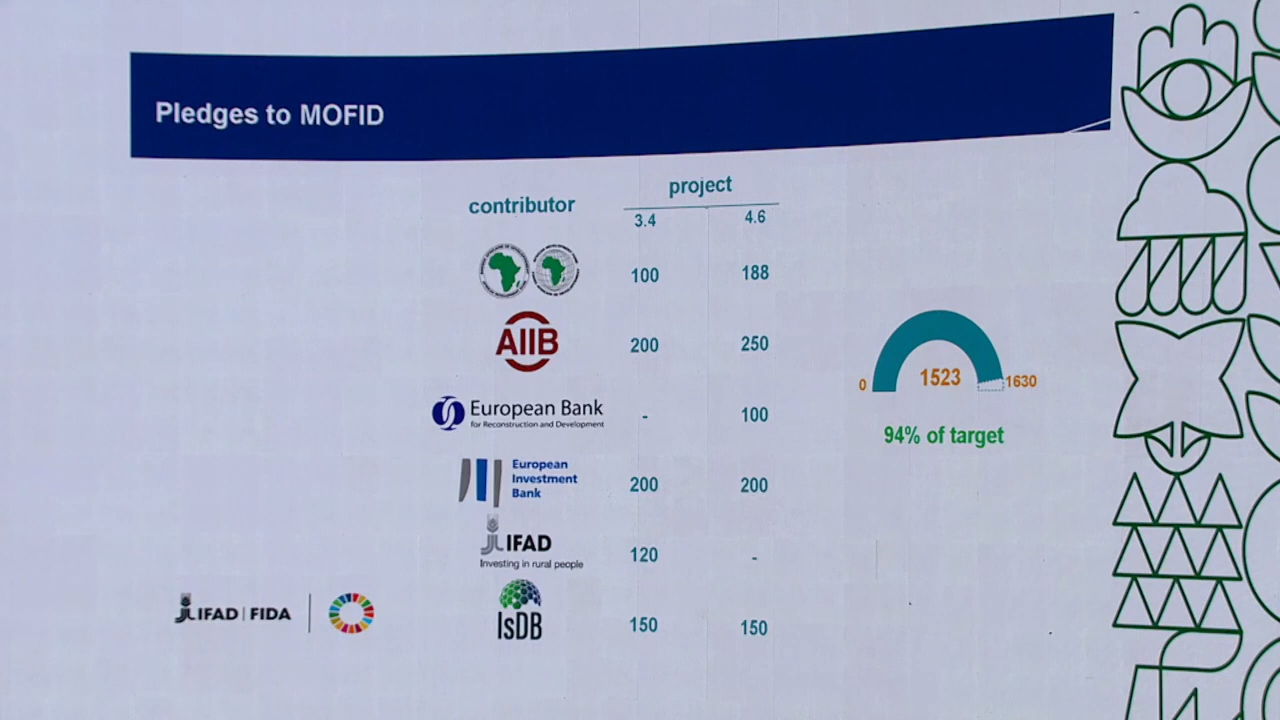 Pledges to MOFID
contributor
project
3.4 4.6
100 188
AIIB 200 250
European Bank
for Reconstruction and Development
- 100
European
Investment
Bank
200 200
IFAD
Investing in rural people
120 -
IsDB 150 150
0 1523 1630
94% of target
IFAD | FIDA